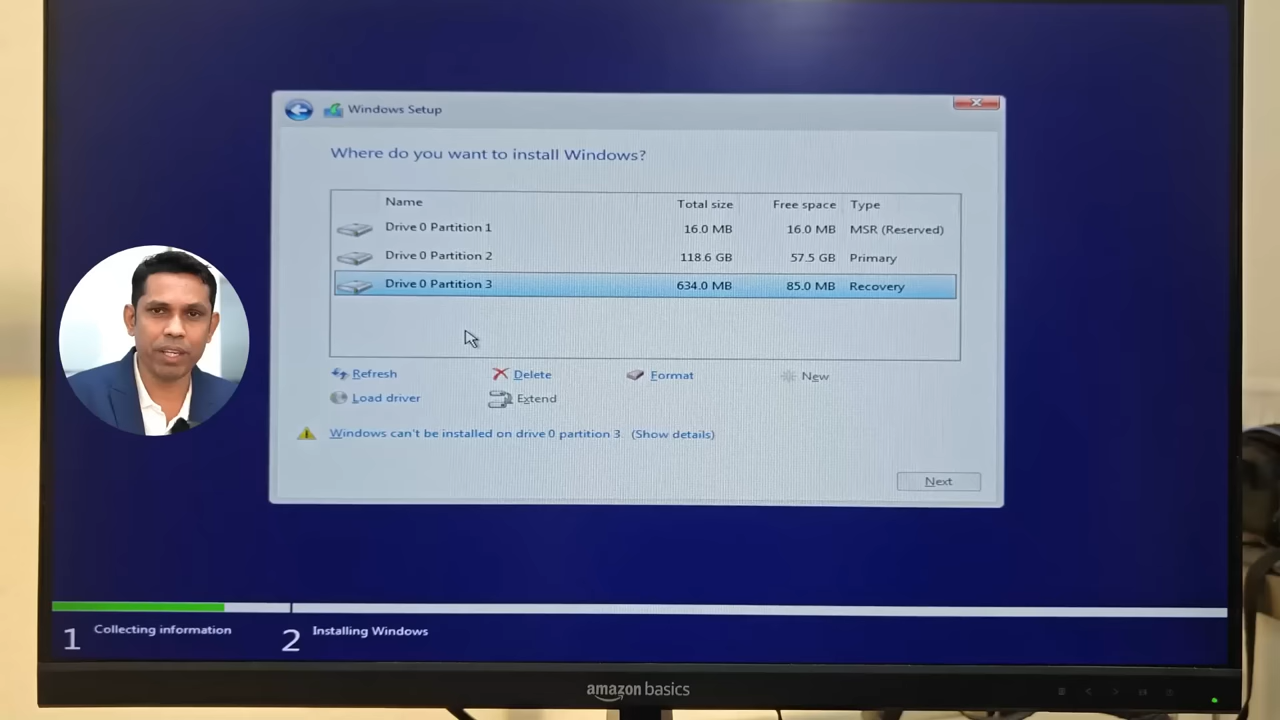 Windows Setup
Where do you want to install Windows?
Name Total size Free space Type
Drive 0 Partition 1 16.0 MB 16.0 MB MSR (Reserved)
Drive 0 Partition 2 118.6 GB 57.5 GB Primary
Drive 0 Partition 3 634.0 MB 85.0 MB Recovery
Refresh Delete Format New
Load driver Extend
Windows can't be installed on drive 0 partition 3 (Show details)
Next
1 Collecting information 2 Installing Windows
amazon basics